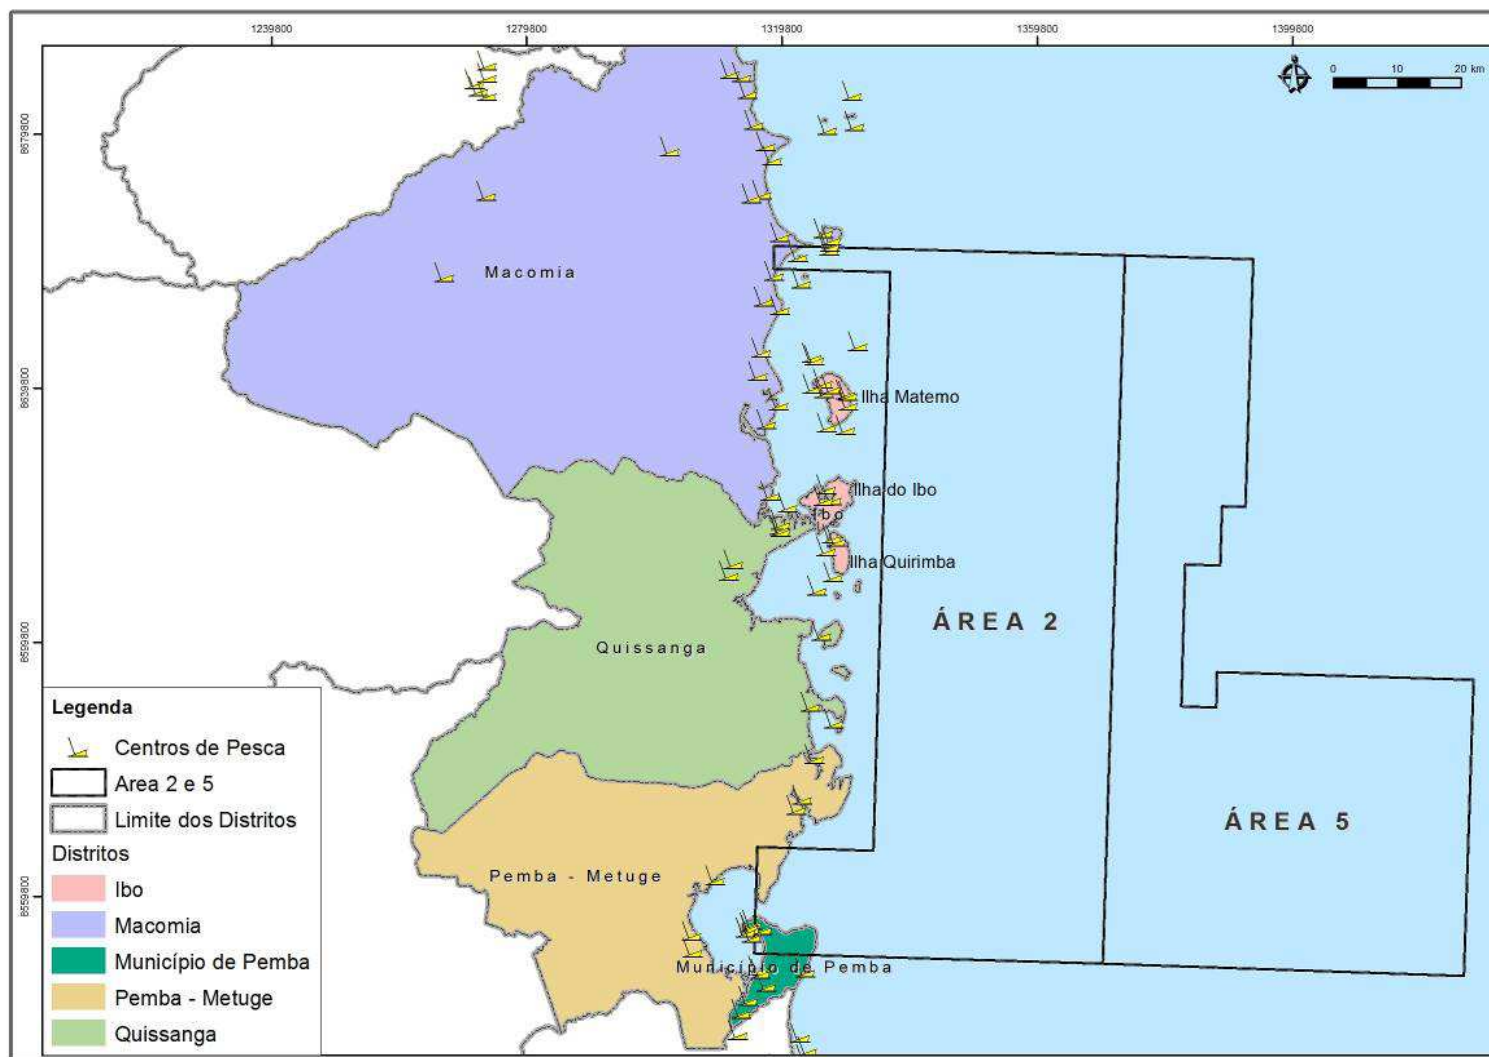 1239800
1279800
1319800
1359800
1399800
0 10 20 km
8679800
8639800
8599800
8559800
Macomia
Ilha Matemo
Ilha do Ibo
Ibo
Ilha Quirimba
ÁREA 2
Quissanga
ÁREA 5
Pemba - Metuge
Município de Pemba
Legenda
Centros de Pesca
Area 2 e 5
Limite dos Distritos
Distritos
Ibo
Macomia
Município de Pemba
Pemba - Metuge
Quissanga